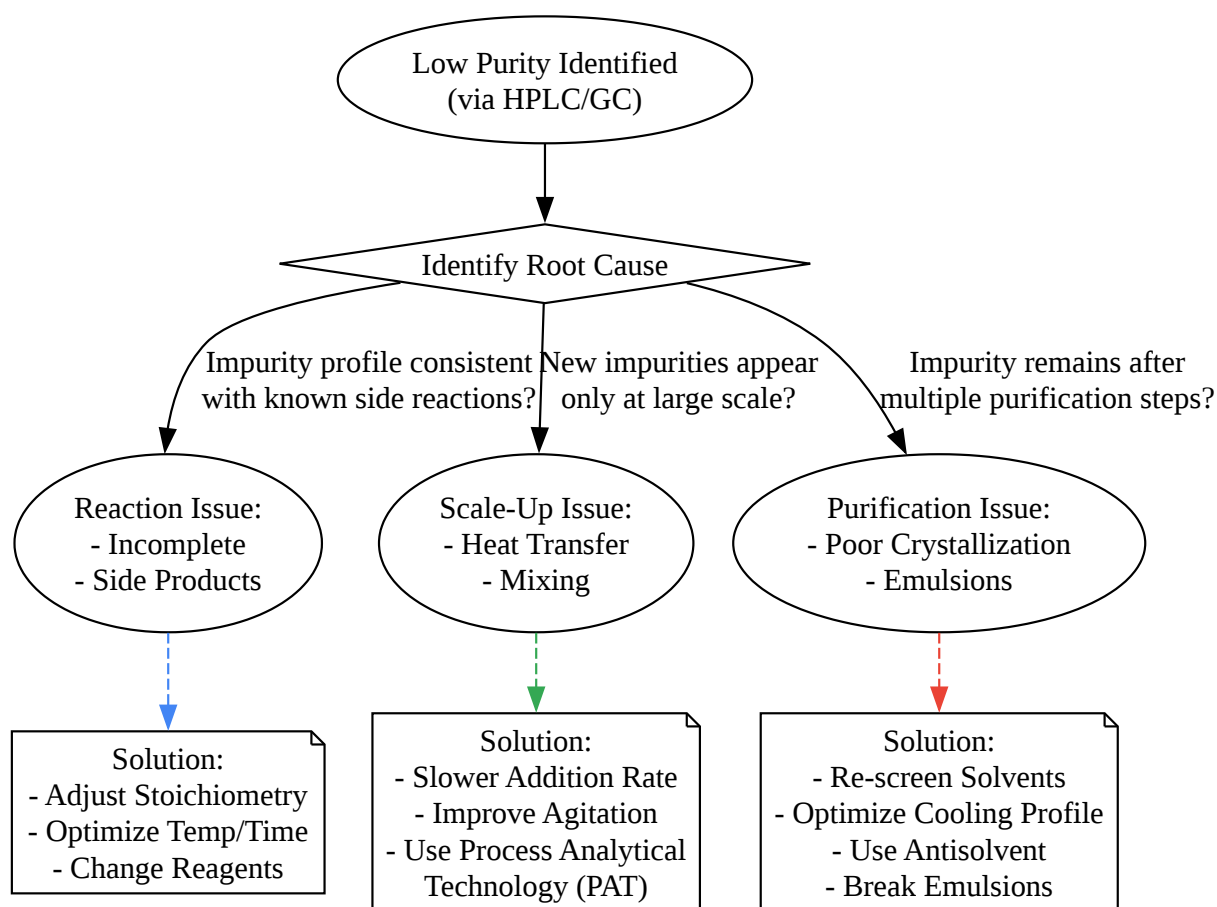 Low Purity Identified
(via HPLC/GC)
Identify Root Cause
Impurity profile consistent
with known side reactions?
New impurities appear
only at large scale?
Impurity remains after
multiple purification steps?
Reaction Issue:
- Incomplete
- Side Products
Scale-Up Issue:
- Heat Transfer
- Mixing
Purification Issue:
- Poor Crystallization
- Emulsions
Solution:
- Adjust Stoichiometry
- Optimize Temp/Time
- Change Reagents
Solution:
- Slower Addition Rate
- Improve Agitation
- Use Process Analytical
Technology (PAT)
Solution:
- Re-screen Solvents
- Optimize Cooling Profile
- Use Antisolvent
- Break Emulsions